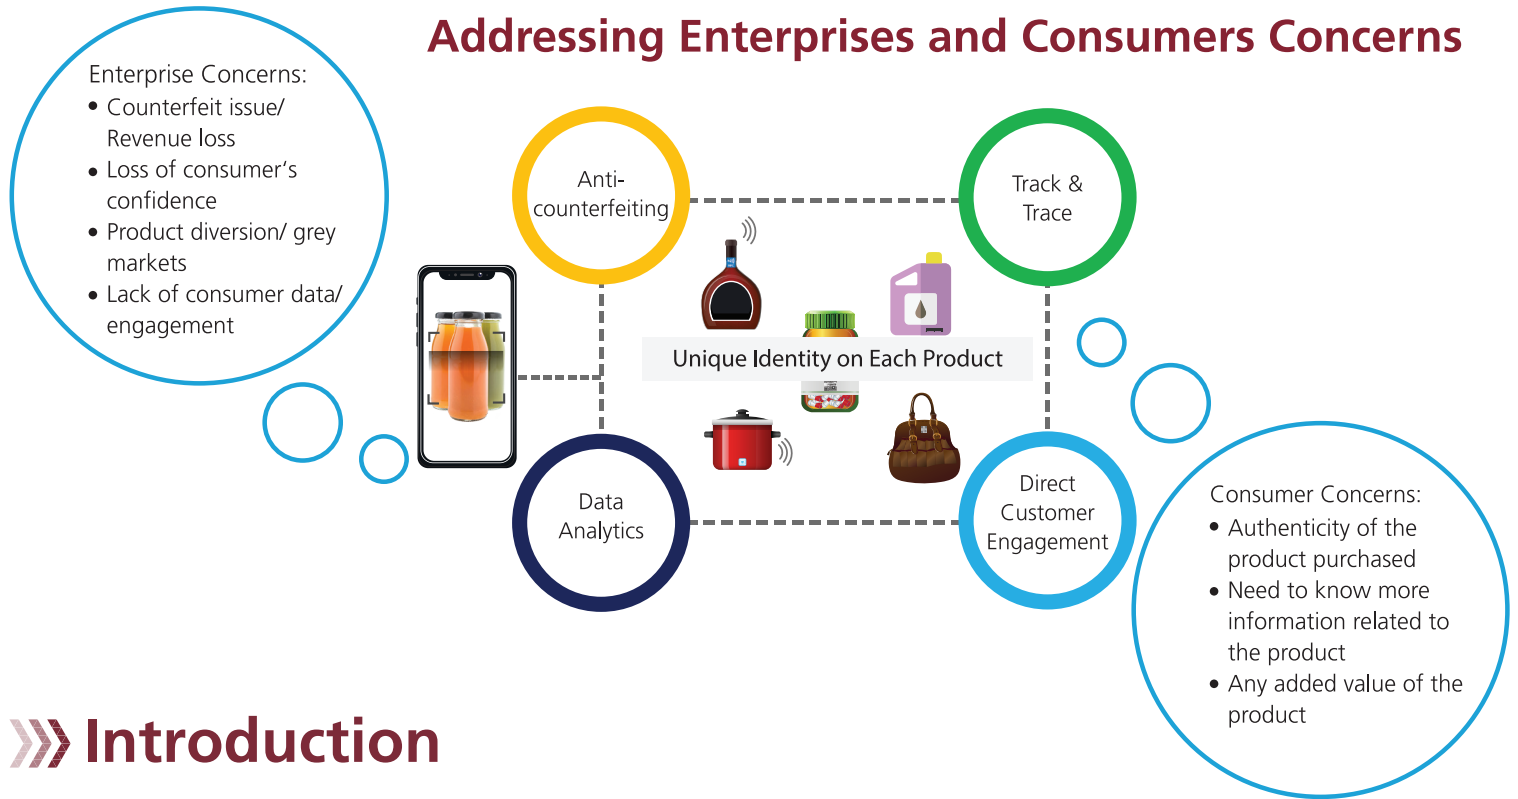 Addressing Enterprises and Consumers Concerns
Enterprise Concerns:
• Counterfeit issue/
Revenue loss
• Loss of consumer‘s
confidence
• Product diversion/ grey
markets
• Lack of consumer data/
engagement
Anti-
counterfeiting
Track &
Trace
Unique Identity on Each Product
Data
Analytics
Direct
Customer
Engagement
Consumer Concerns:
• Authenticity of the
product purchased
• Need to know more
information related to
the product
• Any added value of the
product
Introduction